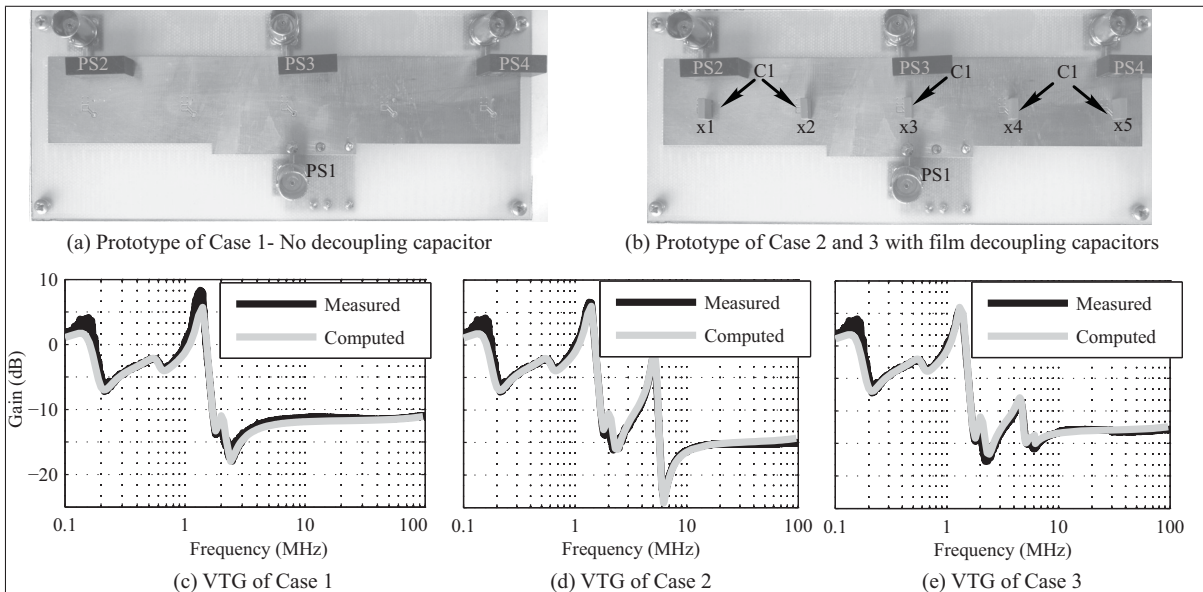 PS2
PS3
PS4
PS1
(a) Prototype of Case 1- No decoupling capacitor
PS2
C1
PS3
C1
C1
PS4
x1
x2
x3
x4
x5
PS1
(b) Prototype of Case 2 and 3 with film decoupling capacitors
10
0
−10
−20
Gain (dB)
Measured
Computed
0.1
1
10
100
Frequency (MHz)
(c) VTG of Case 1
Measured
Computed
0.1
1
10
100
Frequency (MHz)
(d) VTG of Case 2
Measured
Computed
0.1
1
10
100
Frequency (MHz)
(e) VTG of Case 3